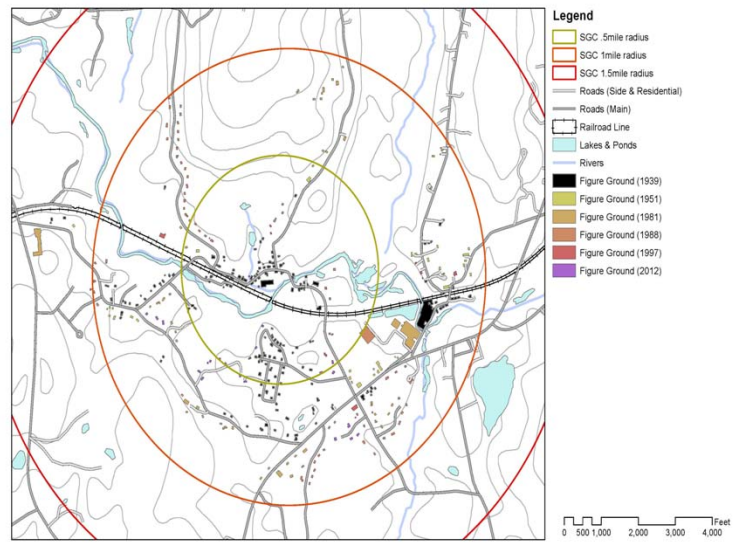 Legend
SGC .5mile radius
SGC 1mile radius
SGC 1.5mile radius
Roads (Side & Residential)
Roads (Main)
Railroad Line
Lakes & Ponds
Rivers
Figure Ground (1939)
Figure Ground (1951)
Figure Ground (1981)
Figure Ground (1988)
Figure Ground (1997)
Figure Ground (2012)
Feet
0 500 1,000 2,000 3,000 4,000